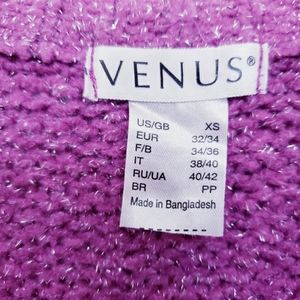 VENUS®
US/GB XS
EUR 32/34
F/B 34/36
IT 38/40
RU/UA 40/42
BR PP
Made in Bangladesh